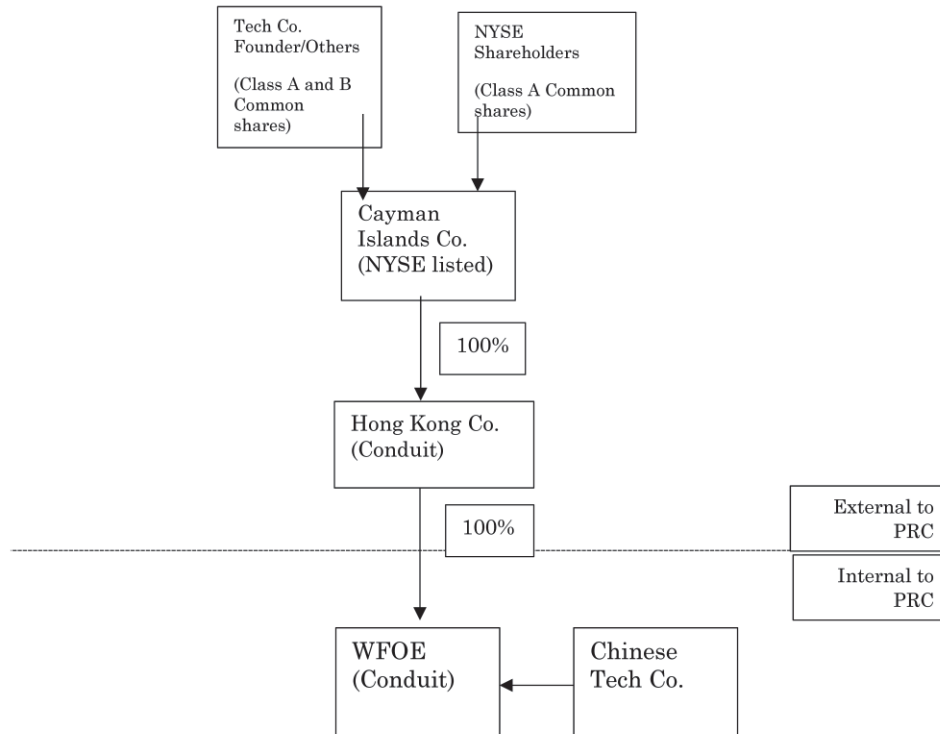 Tech Co.
Founder/Others
(Class A and B
Common
shares)
NYSE
Shareholders
(Class A Common
shares)
Cayman
Islands Co.
(NYSE listed)
100%
Hong Kong Co.
(Conduit)
100%
External to
PRC
Internal to
PRC
WFOE
(Conduit)
Chinese
Tech Co.